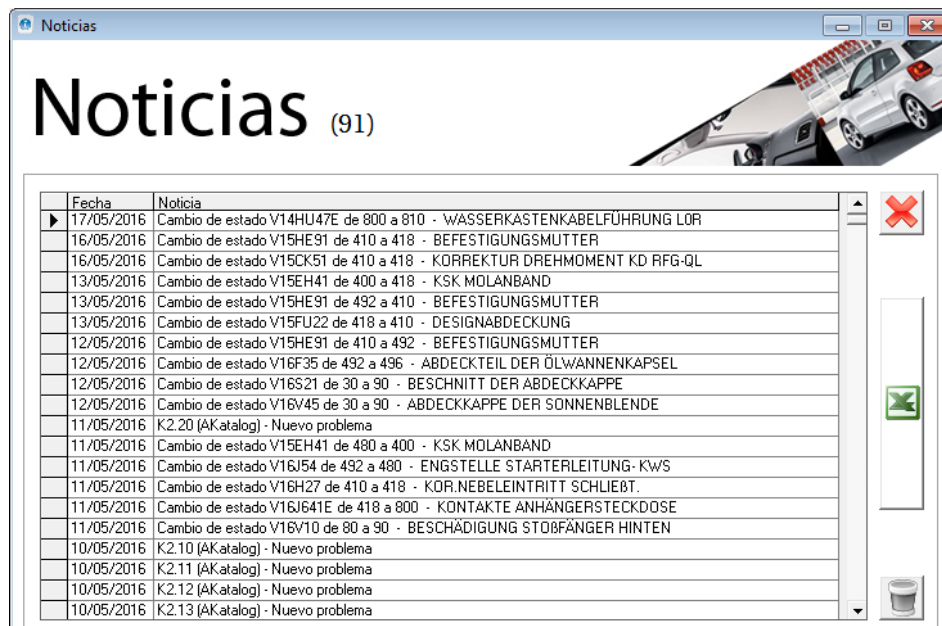 Noticias
Noticias (91)
Fecha Noticia
17/05/2016 Cambio de estado V14HU47E de 800 a 810 - WASSERKASTENKABELFÜHRUNG L0R
16/05/2016 Cambio de estado V15HE91 de 410 a 418 - BEFESTIGUNGSMUTTER
16/05/2016 Cambio de estado V15CK51 de 410 a 418 - KORREKTUR DREHMOMENT KD RFG-QL
13/05/2016 Cambio de estado V15EH41 de 400 a 418 - KSK MOLANBAND
13/05/2016 Cambio de estado V15HE91 de 492 a 410 - BEFESTIGUNGSMUTTER
13/05/2016 Cambio de estado V15FU22 de 418 a 410 - DESIGNABDECKUNG
12/05/2016 Cambio de estado V15HE91 de 410 a 492 - BEFESTIGUNGSMUTTER
12/05/2016 Cambio de estado V16F35 de 492 a 496 - ABDECKTEIL DER ÖLWANNENKAPSEL
12/05/2016 Cambio de estado V16S21 de 30 a 90 - BESCHNITT DER ABDECKKAPPE
12/05/2016 Cambio de estado V16V45 de 30 a 90 - ABDECKKAPPE DER SONNENBLENDE
11/05/2016 K2.20 (AKatalog) - Nuevo problema
11/05/2016 Cambio de estado V15EH41 de 480 a 400 - KSK MOLANBAND
11/05/2016 Cambio de estado V16J54 de 492 a 480 - ENGSTELLE STARTERLEITUNG- KWS
11/05/2016 Cambio de estado V16H27 de 410 a 418 - KOR.NEBELEINTRITT SCHLIEßT.
11/05/2016 Cambio de estado V16J641E de 418 a 800 - KONTAKTE ANHÄNGERSTECKDOSE
11/05/2016 Cambio de estado V16V10 de 80 a 90 - BESCHÄDIGUNG STOßFÄNGER HINTEN
10/05/2016 K2.10 (AKatalog) - Nuevo problema
10/05/2016 K2.11 (AKatalog) - Nuevo problema
10/05/2016 K2.12 (AKatalog) - Nuevo problema
10/05/2016 K2.13 (AKatalog) - Nuevo problema